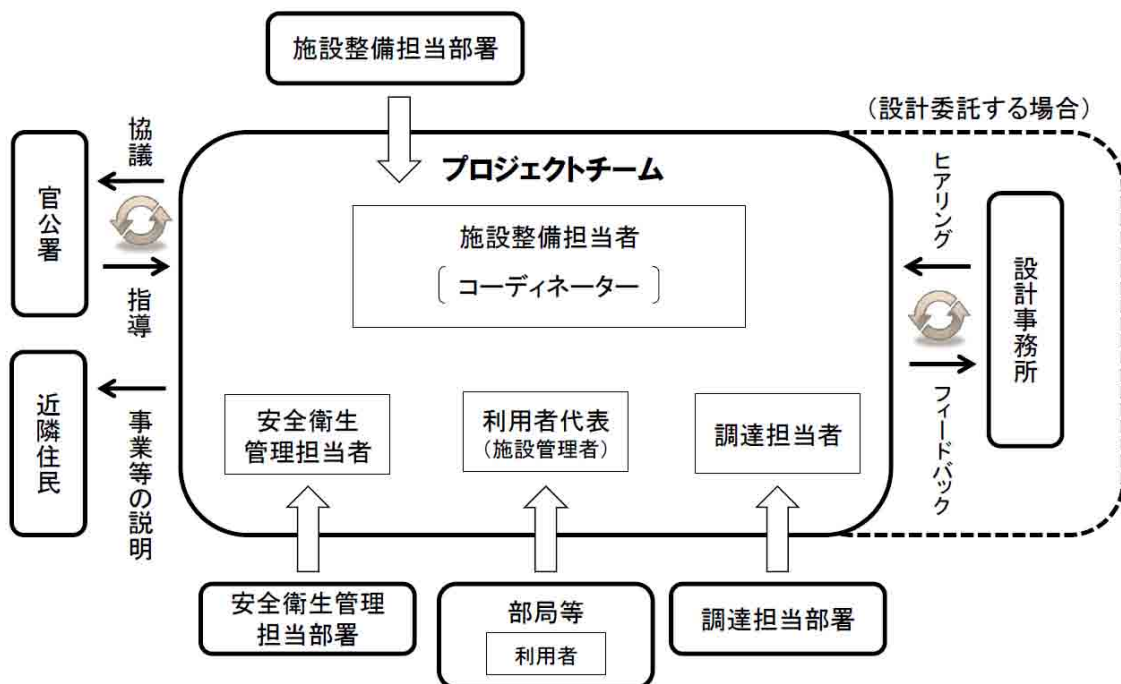 施設整備担当部署
（設計委託する場合）
協議
官公署
指導
プロジェクトチーム
施設整備担当者
〔 コーディネーター 〕
ヒアリング
設計事務所
フィードバック
近隣住民
事業等の説明
安全衛生
管理担当者
利用者代表
（施設管理者）
調達担当者
安全衛生管理
担当部署
部局等
利用者
調達担当部署